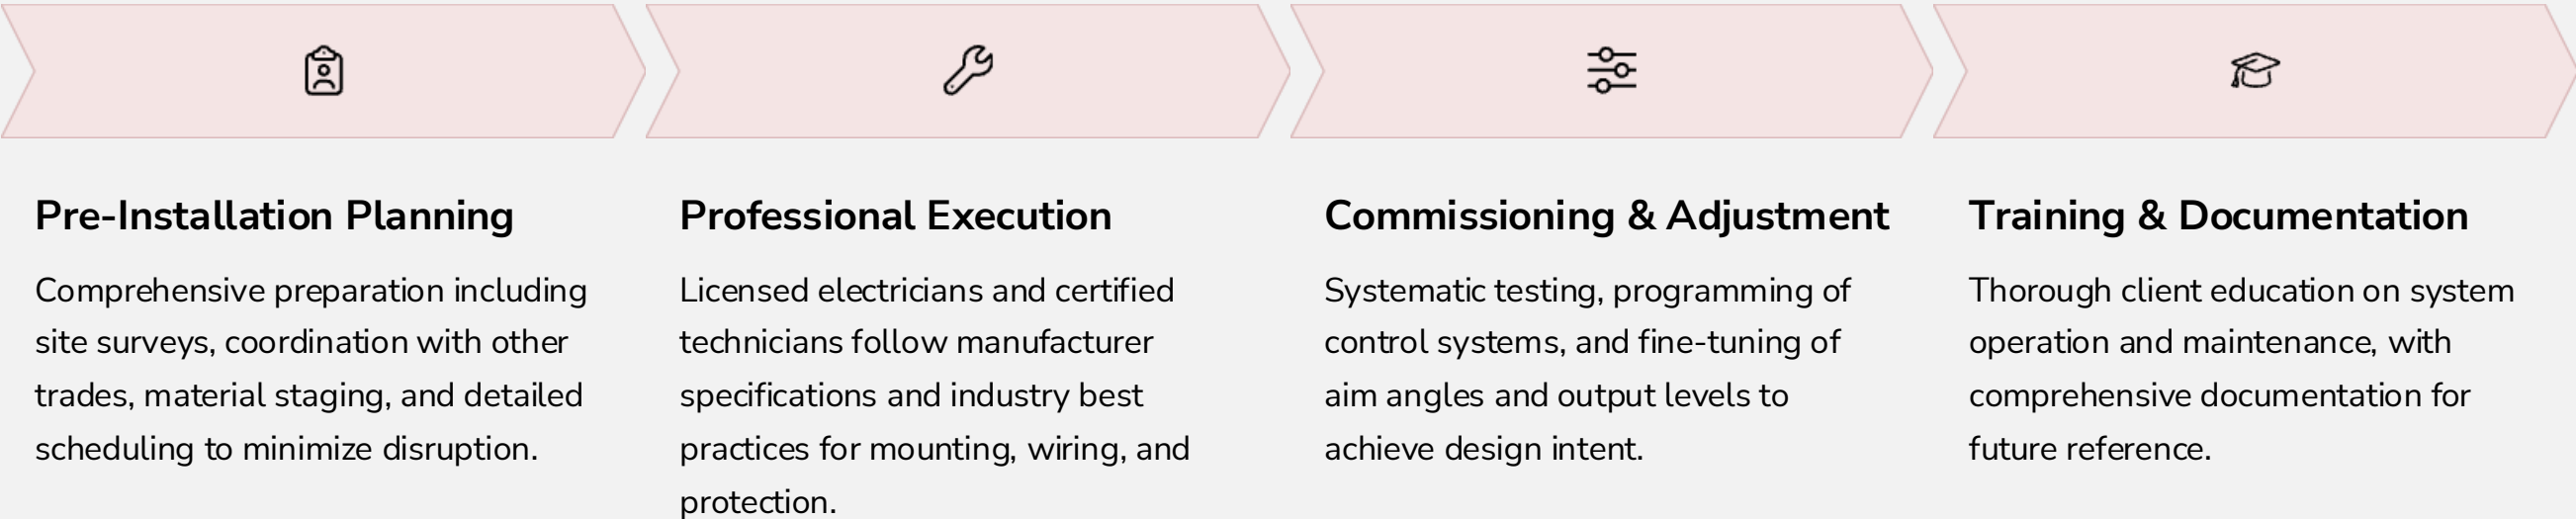 Pre-Installation Planning
Comprehensive preparation including
site surveys, coordination with other
trades, material staging, and detailed
scheduling to minimize disruption.
Professional Execution
Licensed electricians and certified
technicians follow manufacturer
specifications and industry best
practices for mounting, wiring, and
protection.
Commissioning & Adjustment
Systematic testing, programming of
control systems, and fine-tuning of
aim angles and output levels to
achieve design intent.
Training & Documentation
Thorough client education on system
operation and maintenance, with
comprehensive documentation for
future reference.